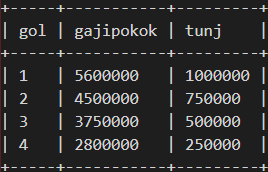 +-----+-----------+---------+
| gol | gajipokok | tunj    |
+-----+-----------+---------+
| 1   | 5600000   | 1000000 |
| 2   | 4500000   | 750000  |
| 3   | 3750000   | 500000  |
| 4   | 2800000   | 250000  |
+-----+-----------+---------+